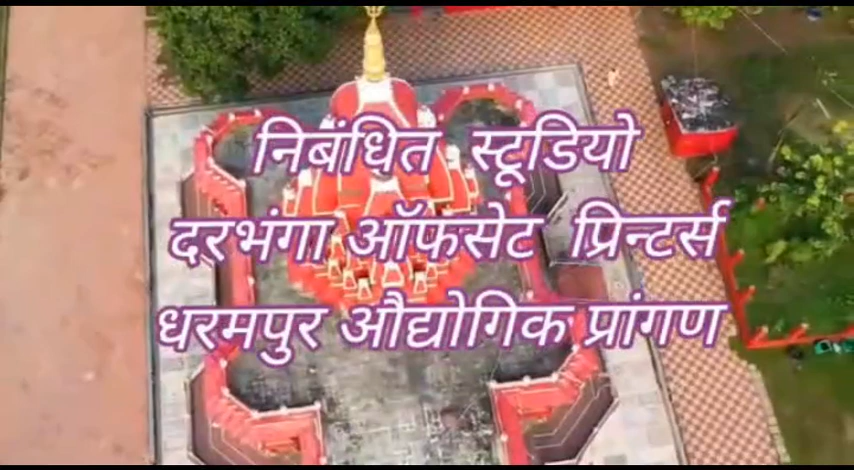 निबंधित स्टूडियो
दरभंगा ऑफसेट प्रिन्टर्स
धरमपुर औद्योगिक प्रांगण